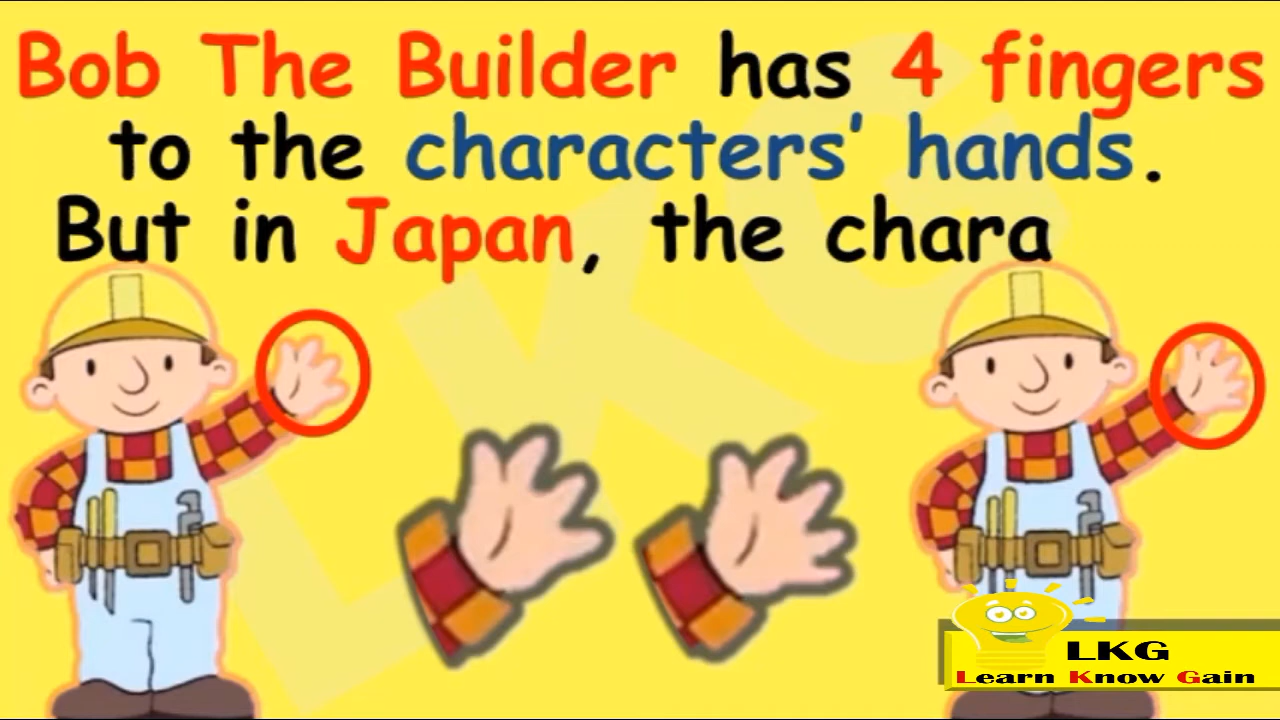 Bob The Builder has 4 fingers
to the characters’ hands.
But in Japan, the chara
LKG
Learn Know Gain